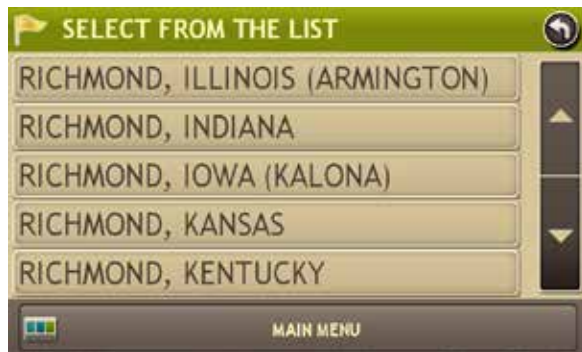 SELECT FROM THE LIST
RICHMOND, ILLINOIS (ARMINGTON)
RICHMOND, INDIANA
RICHMOND, IOWA (KALONA)
RICHMOND, KANSAS
RICHMOND, KENTUCKY
MAIN MENU